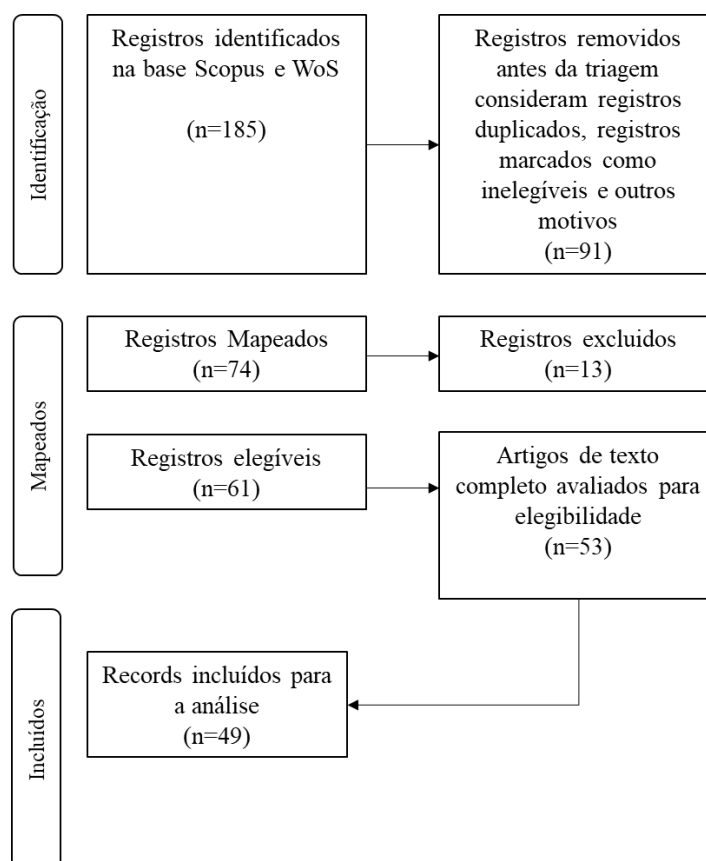 Identificação
Registros identificados
na base Scopus e WoS
(n=185)
Registros removidos
antes da triagem
consideram registros
duplicados, registros
marcados como
inelegíveis e outros
motivos
(n=91)
Mapeados
Registros Mapeados
(n=74)
Registros excluidos
(n=13)
Registros elegíveis
(n=61)
Artigos de texto
completo avaliados para
elegibilidade
(n=53)
Incluídos
Records incluídos para
a análise
(n=49)